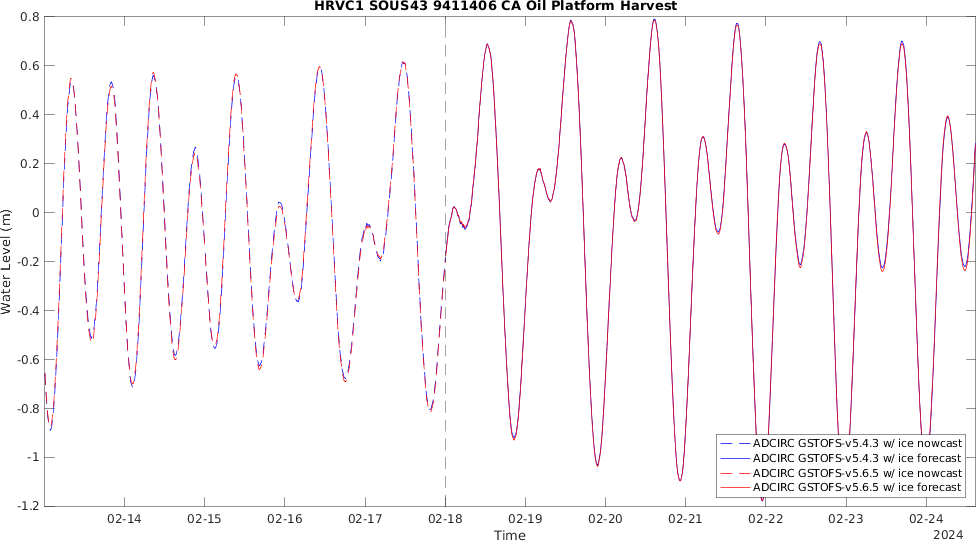 HRVC1 SOUS43 9411406 CA Oil Platform Harvest
0.8
0.6
0.4
0.2
0
-0.2
-0.4
-0.6
-0.8
-1
-1.2
Water Level (m)
ADCIRC GSTOFS-v5.4.3 w/ ice nowcast
ADCIRC GSTOFS-v5.4.3 w/ ice forecast
ADCIRC GSTOFS-v5.6.5 w/ ice nowcast
ADCIRC GSTOFS-v5.6.5 w/ ice forecast
02-14 02-15 02-16 02-17 02-18 02-19 02-20 02-21 02-22 02-23 02-24
Time
2024